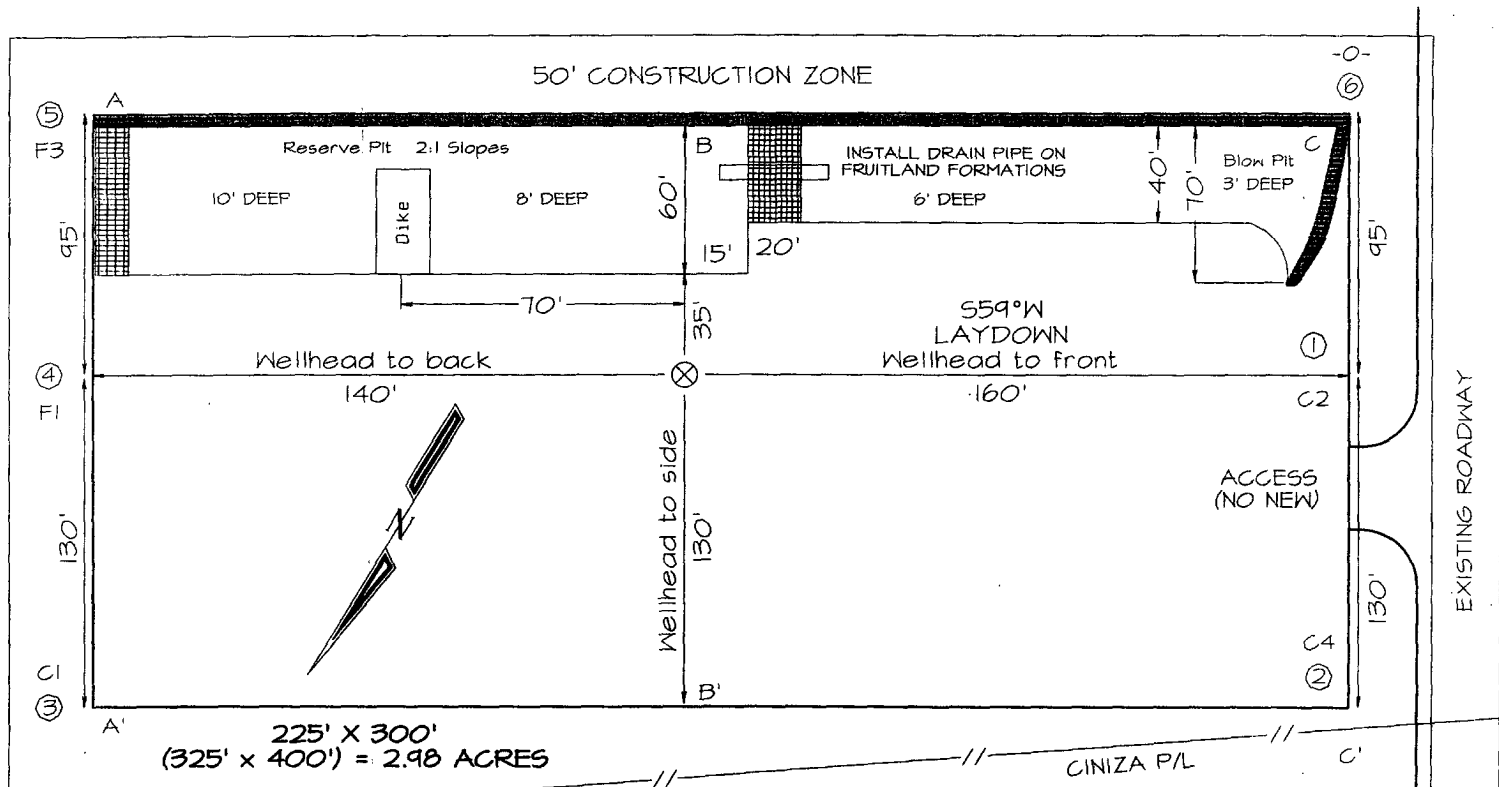 -0-
50' CONSTRUCTION ZONE
6
A
5
F3
Reserve Pit 2:1 Slopes
B
INSTALL DRAIN PIPE ON
FRUITLAND FORMATIONS
C
Blow Pit
3' DEEP
10' DEEP
Dike
8' DEEP
60'
6' DEEP
40'
70'
95'
15'
20'
95'
70'
35'
S59°W
LAYDOWN
Wellhead to back
Wellhead to front
1
4
140'
160'
F1
C2
EXISTING ROADWAY
ACCESS
(NO NEW)
N
Wellhead to side
130'
130'
130'
C1
C4
3
2
A'
B'
225' X 300'
(325' x 400') = 2.98 ACRES
CINIZA P/L
C'